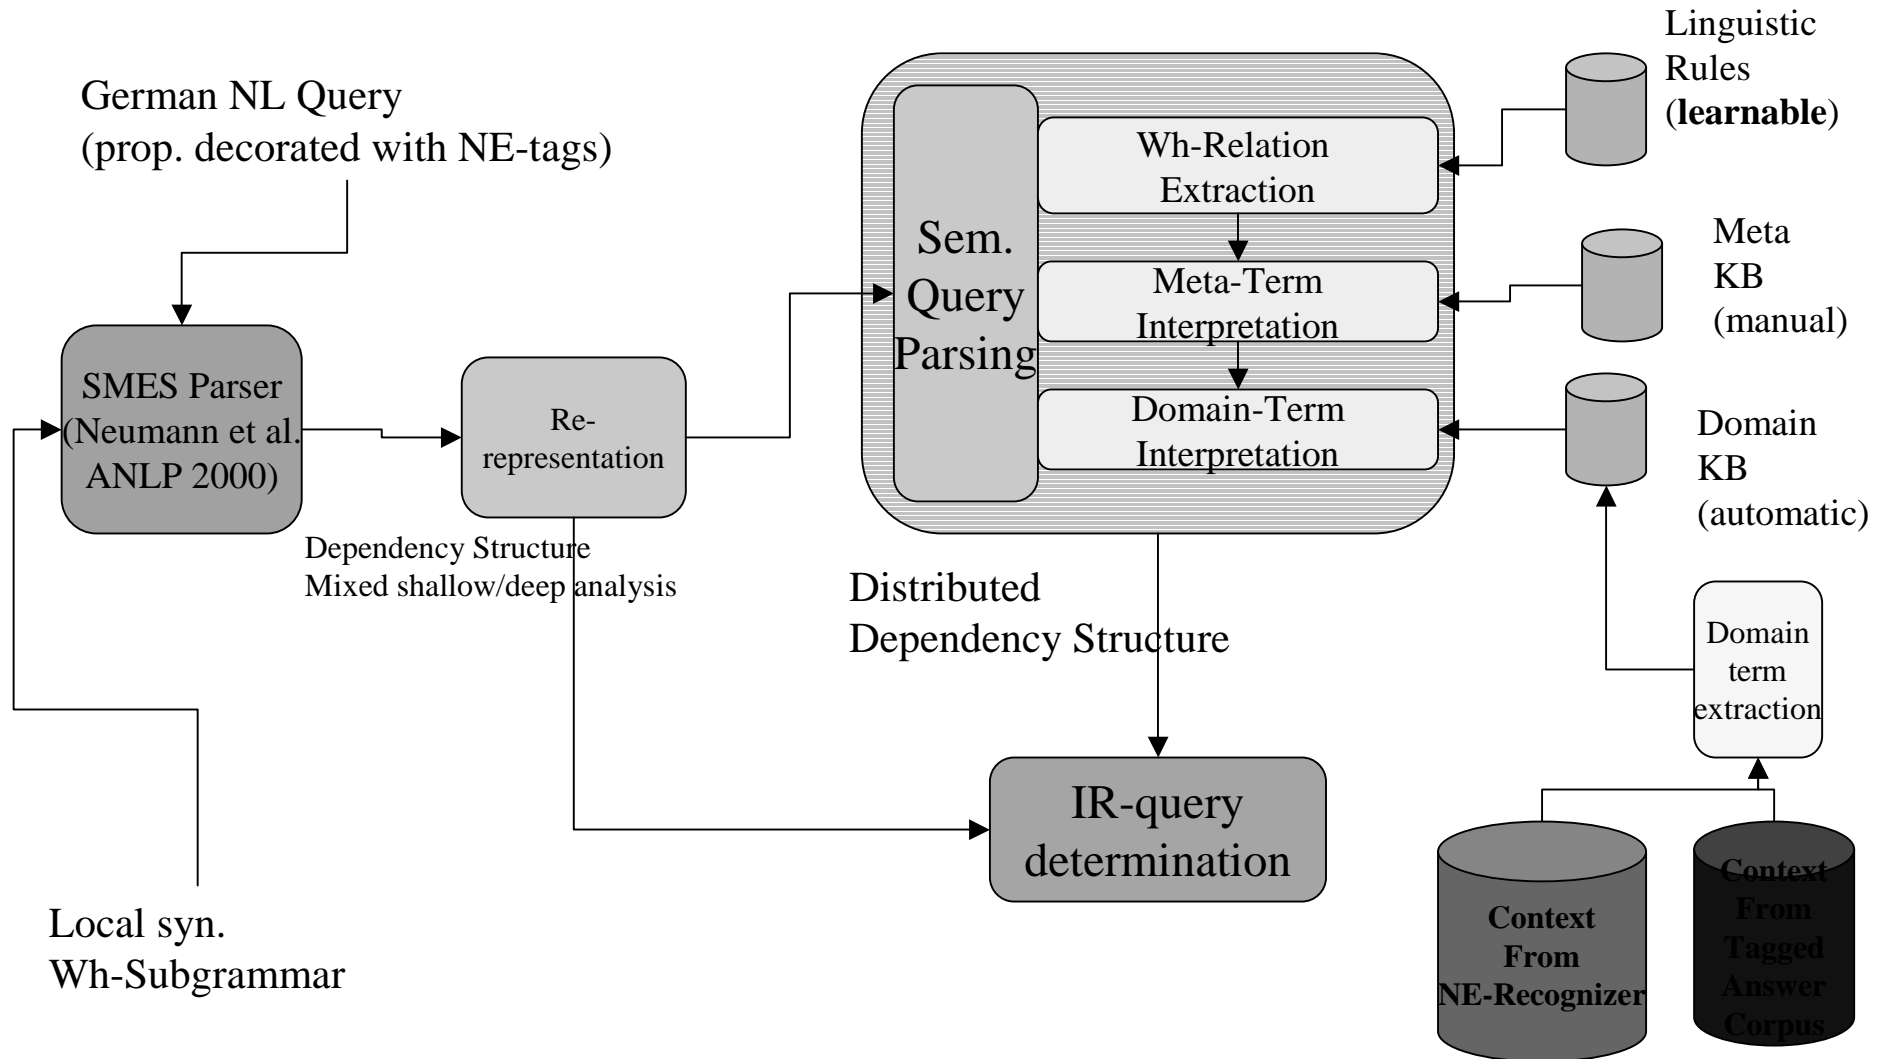 Linguistic
Rules
(learnable)
German NL Query
(prop. decorated with NE-tags)
Wh-Relation
Extraction
Sem.
Query
Parsing
Meta-Term
Interpretation
Meta
KB
(manual)
Domain-Term
Interpretation
Domain
KB
(automatic)
SMES Parser
(Neumann et al.
ANLP 2000)
Re-
representation
Dependency Structure
Mixed shallow/deep analysis
Distributed
Dependency Structure
Domain
term
extraction
IR-query
determination
Local syn.
Wh-Subgrammar
Context
From
NE-Recognizer
Context
From
Tagged
Answer
Corpus